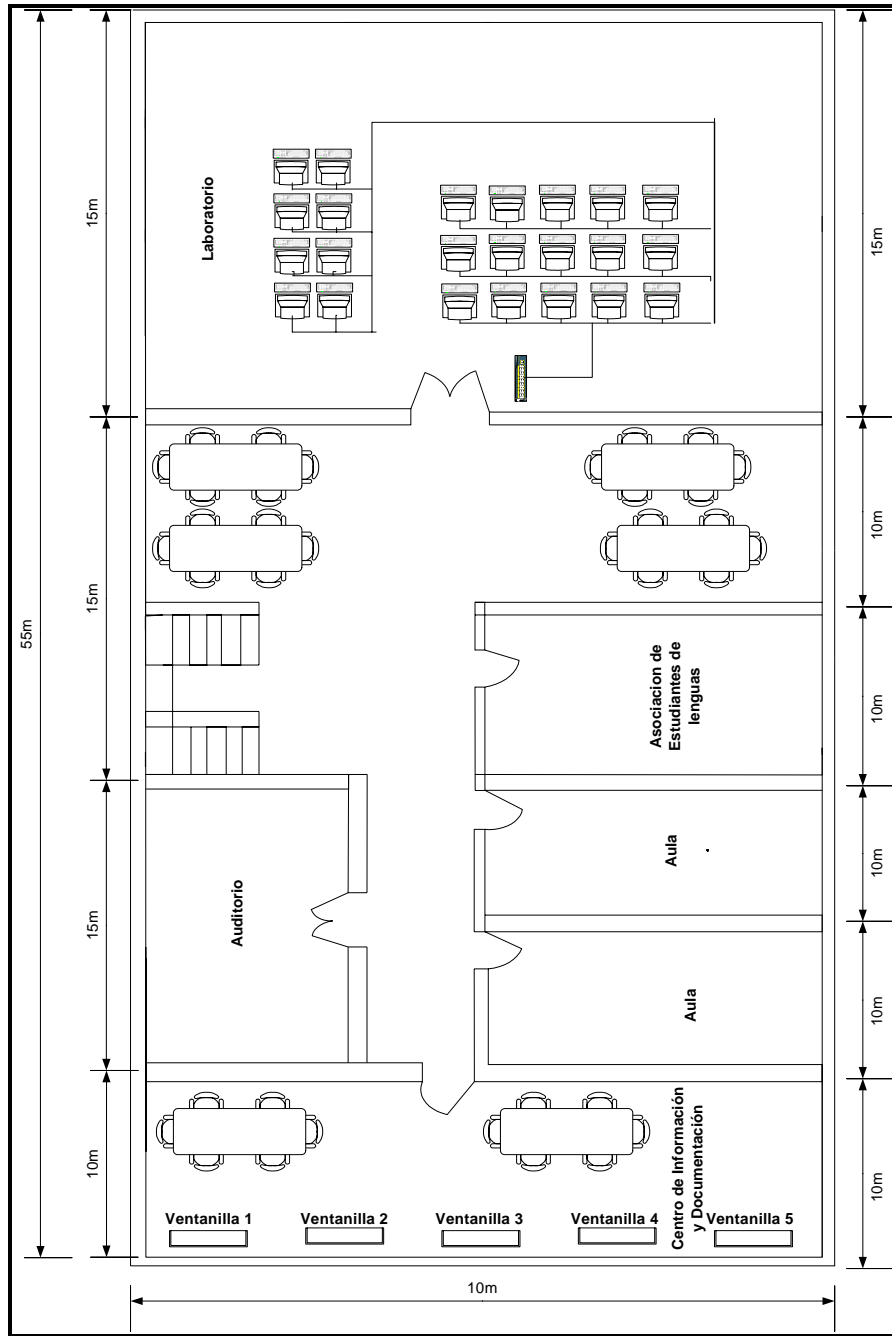 15m
15m
Laboratorio
15m
10m
55m
Asociacion de
Estudiantes de
lenguas
10m
Aula
10m
15m
Auditorio
Aula
10m
10m
Centro de Información
y Documentación
10m
Ventanilla 1
Ventanilla 2
Ventanilla 3
Ventanilla 4
Ventanilla 5
10m